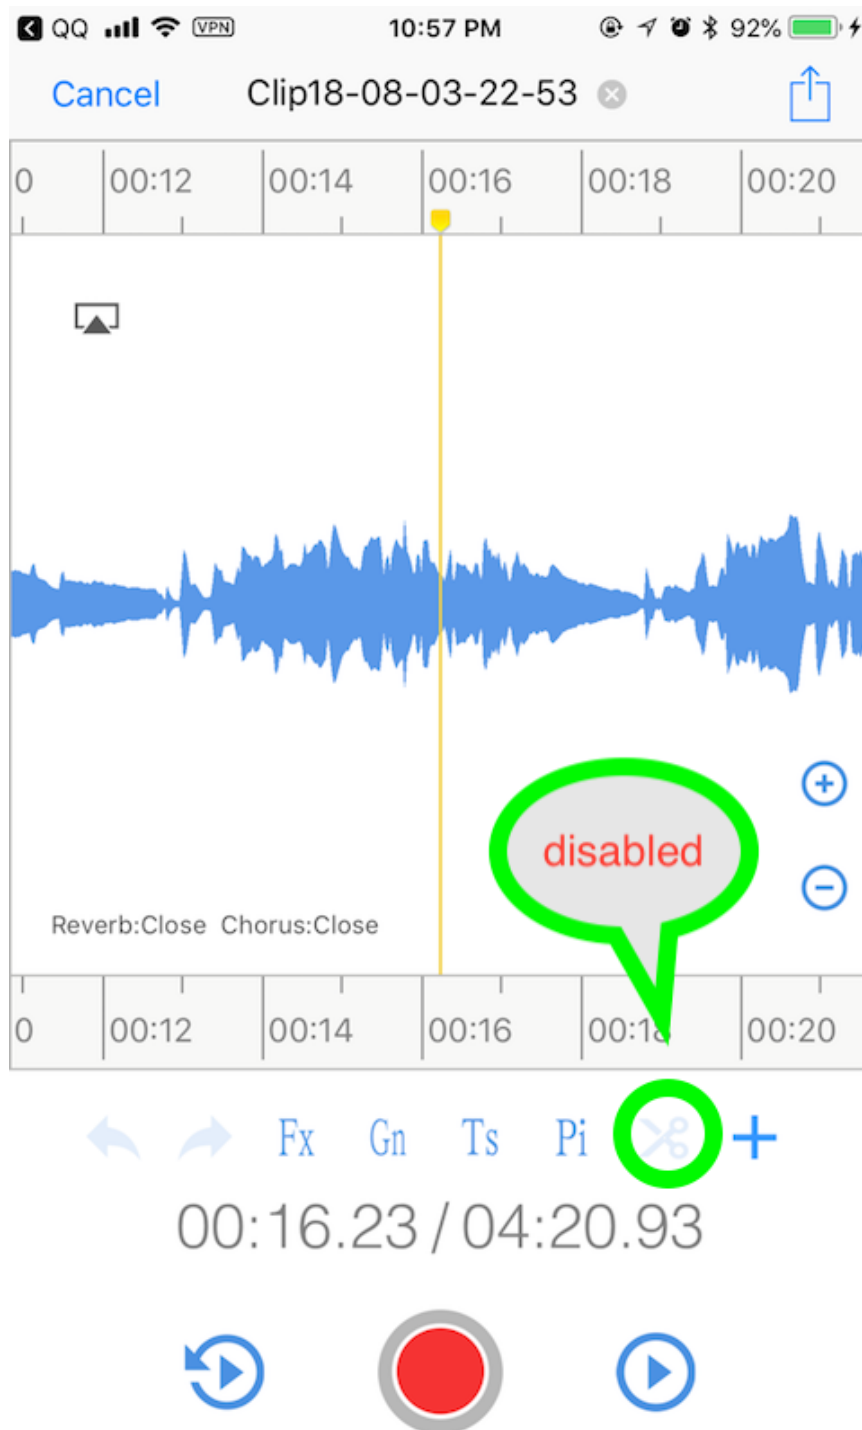 QQ VPN 10:57 PM 92%
Cancel Clip18-08-03-22-53
0 00:12 00:14 00:16 00:18 00:20
disabled
Reverb:Close Chorus:Close
0 00:12 00:14 00:16 00:18 00:20
Fx Gn Ts Pi
00:16.23/04:20.93